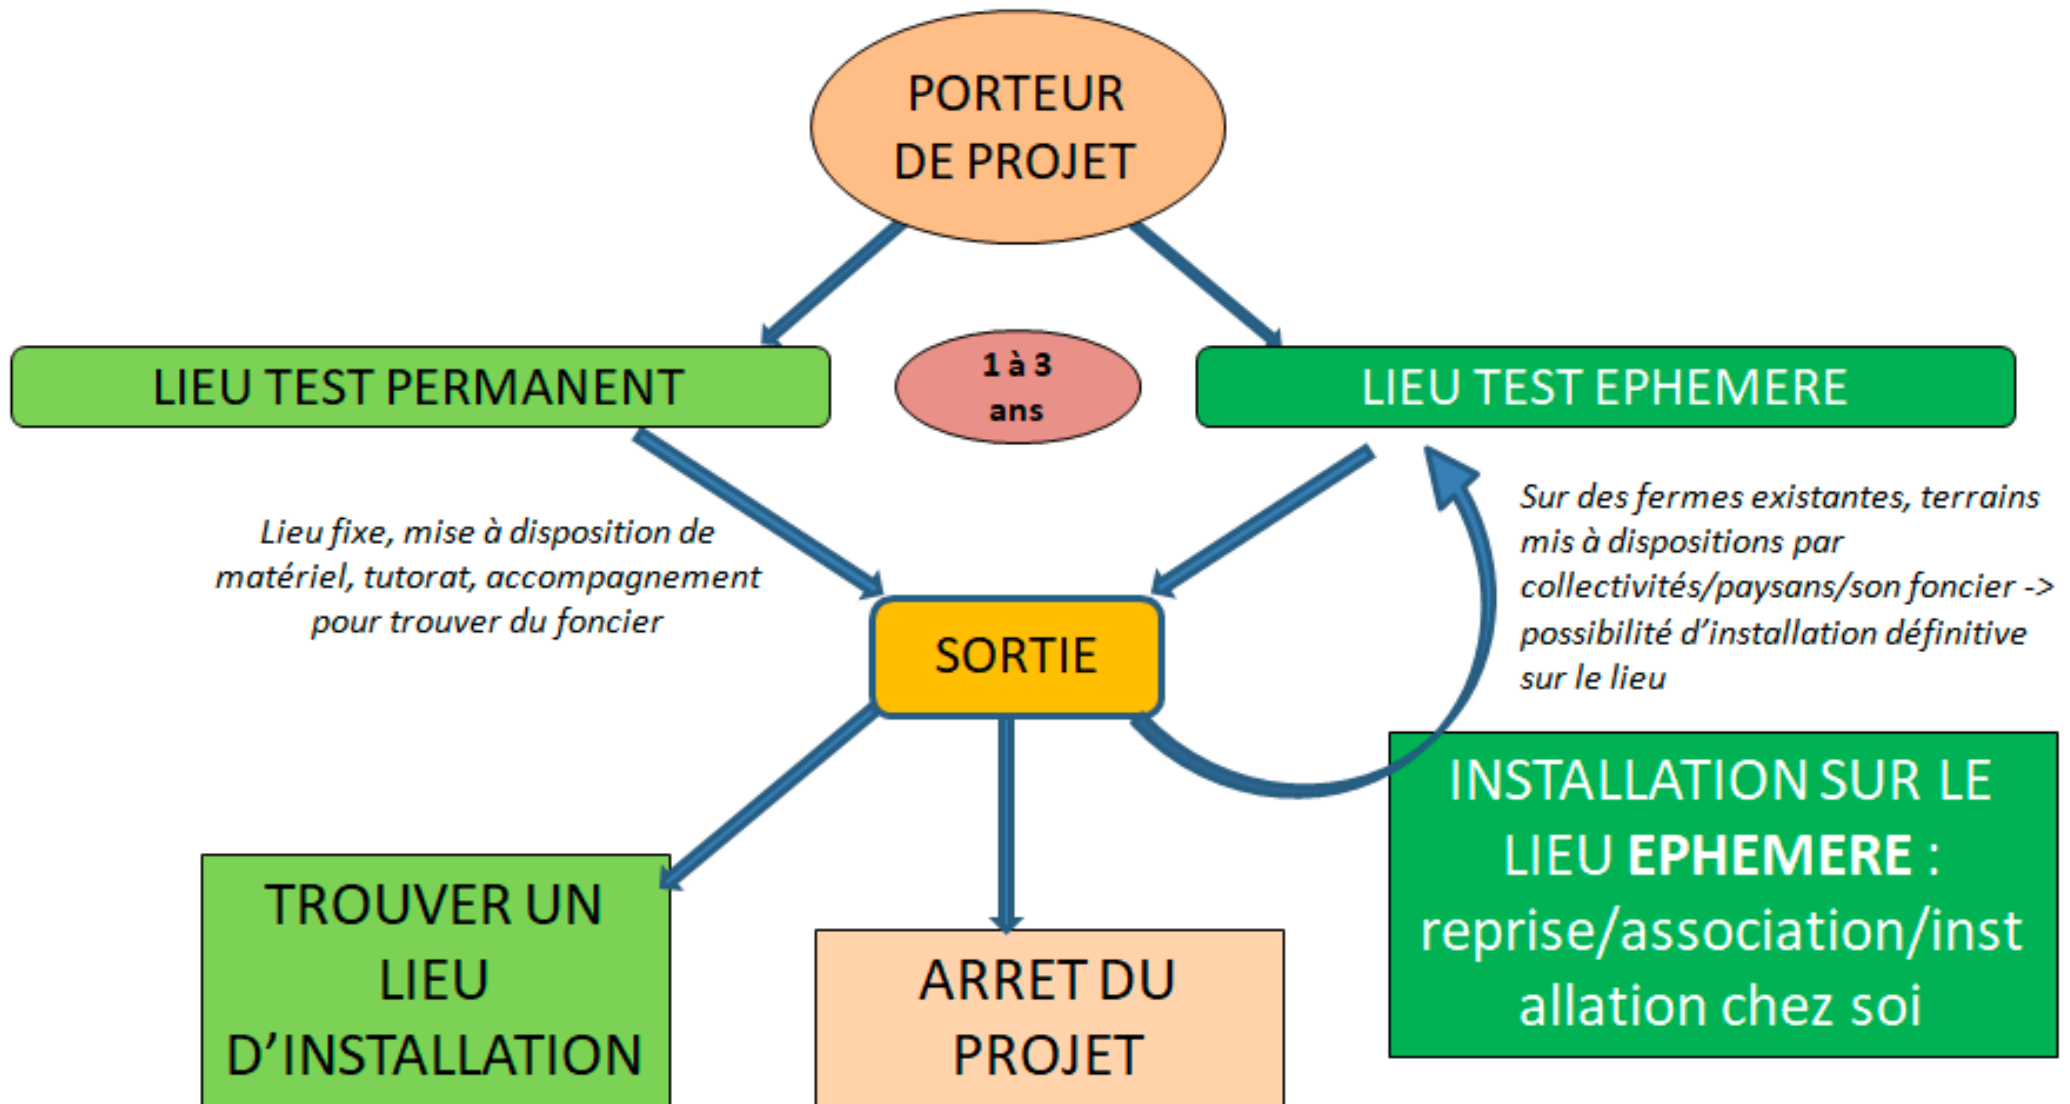 PORTEUR
DE PROJET
LIEU TEST PERMANENT
1 à 3
ans
LIEU TEST EPHEMERE
Lieu fixe, mise à disposition de
matériel, tutorat, accompagnement
pour trouver du foncier
Sur des fermes existantes, terrains
mis à dispositions par
collectivités/paysans/son foncier ->
possibilité d’installation définitive
sur le lieu
SORTIE
TROUVER UN
LIEU
D’INSTALLATION
ARRET DU
PROJET
INSTALLATION SUR LE
LIEU EPHEMERE :
reprise/association/inst
allation chez soi